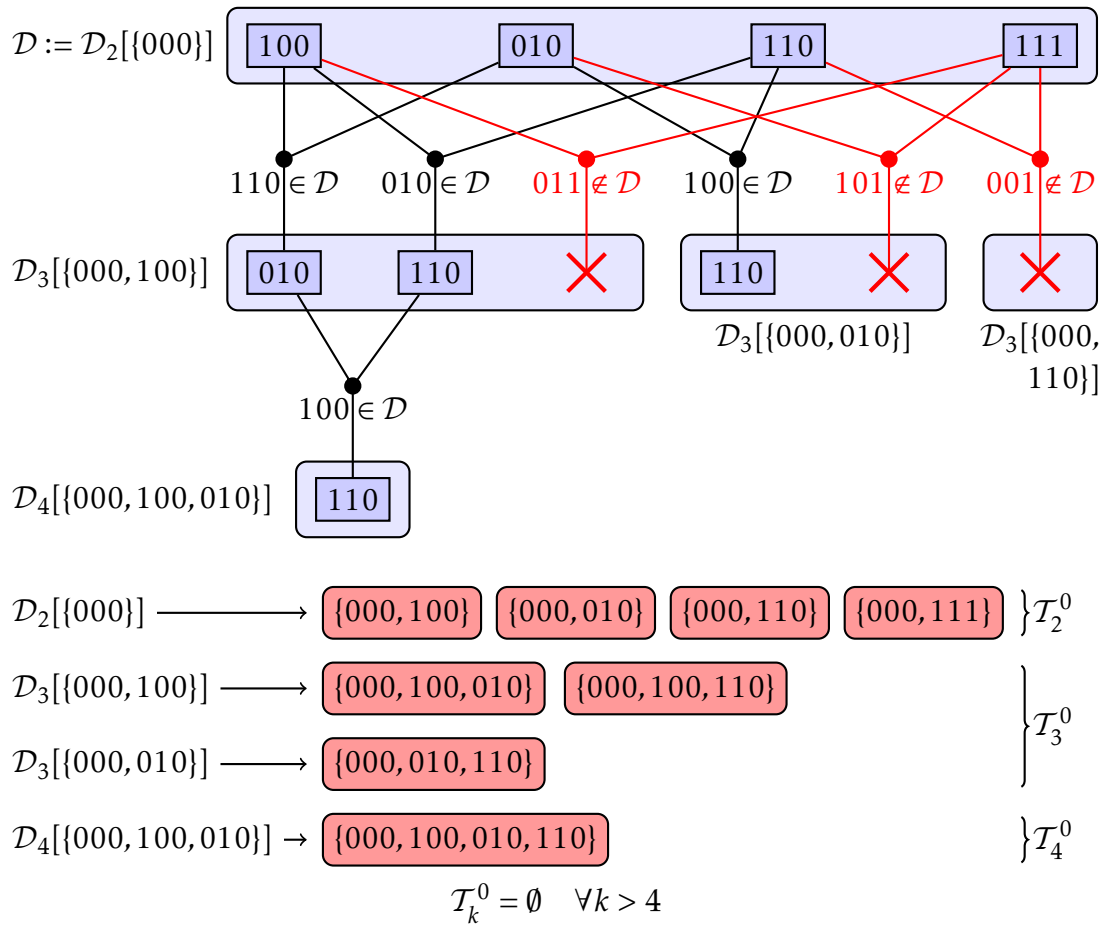 𝒟 := 𝒟₂[{000}] 100 010 110 111
110 ∈ 𝒟 010 ∈ 𝒟 011 ∉ 𝒟 100 ∈ 𝒟 101 ∉ 𝒟 001 ∉ 𝒟
𝒟₃[{000, 100}] 010 110 110
𝒟₃[{000, 010}] 𝒟₃[{000,
110}]
100 ∈ 𝒟
𝒟₄[{000, 100, 010}] 110
𝒟₂[{000}] {000, 100} {000, 010} {000, 110} {000, 111} } 𝒯₂⁰
𝒟₃[{000, 100}] {000, 100, 010} {000, 100, 110}
} 𝒯₃⁰
𝒟₃[{000, 010}] {000, 010, 110}
𝒟₄[{000, 100, 010}] → {000, 100, 010, 110} } 𝒯₄⁰
𝒯ₖ⁰ = ∅ ∀k > 4